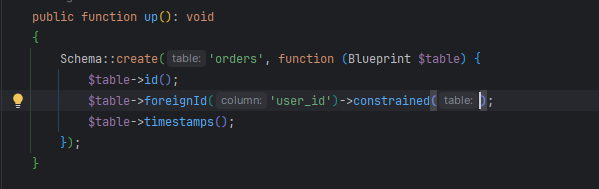 public function up(): void
{
Schema::create( table: 'orders', function (Blueprint $table) {
$table->id();
$table->foreignId( column: 'user_id')->constrained( table: );
$table->timestamps();
});
}